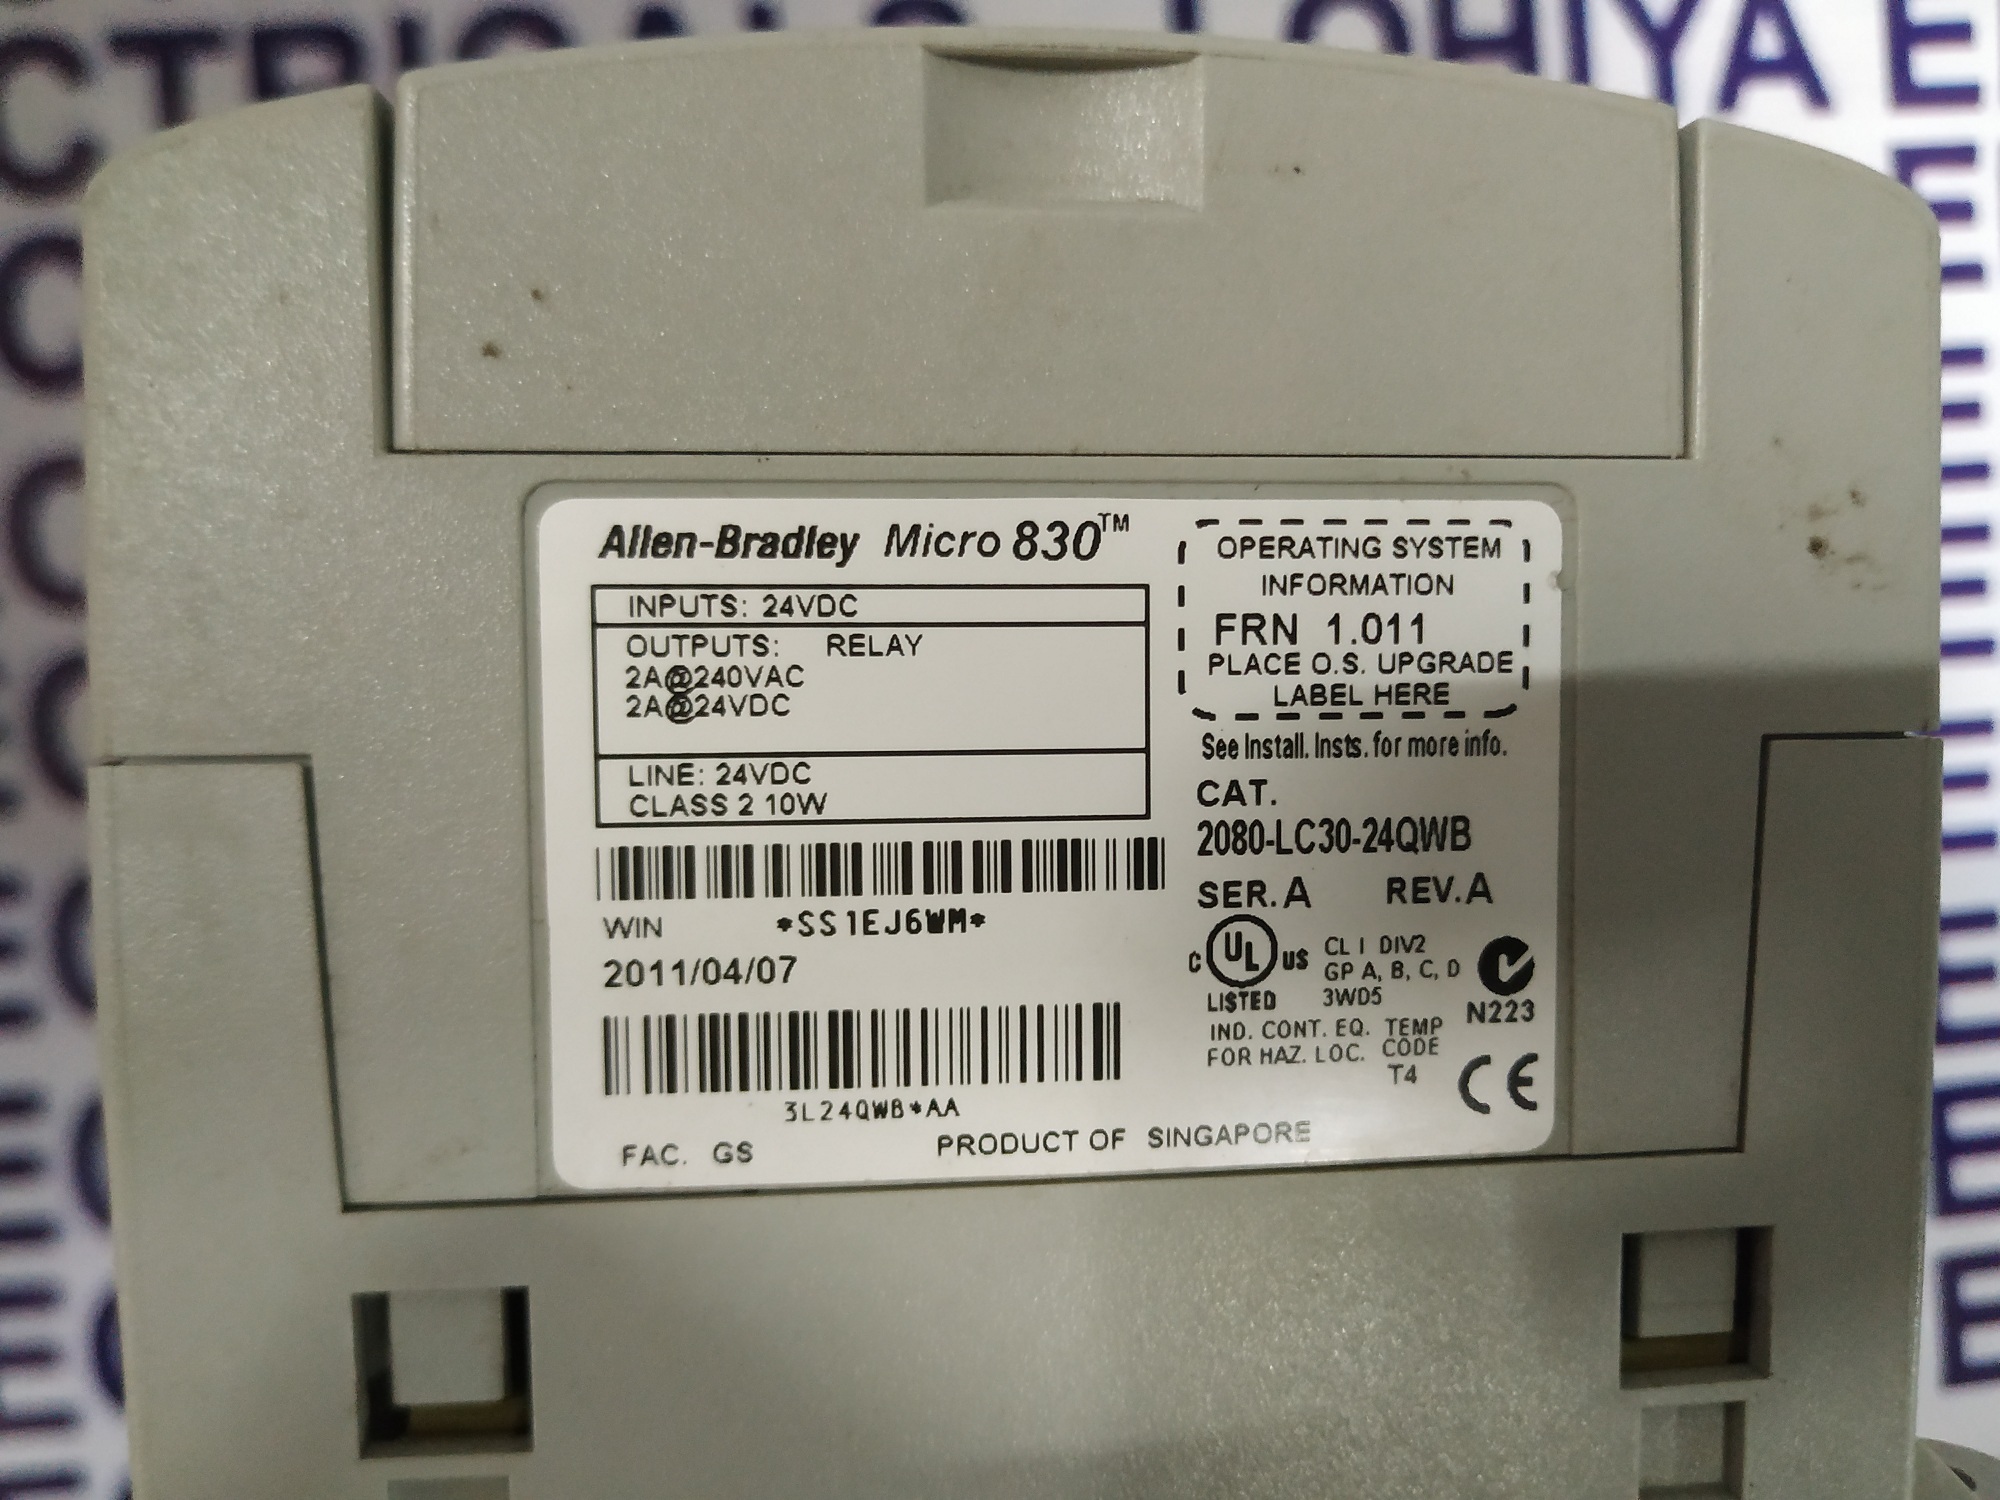 Allen-Bradley Micro 830™
INPUTS: 24VDC
OUTPUTS: RELAY
2A@240VAC
2A@24VDC
LINE: 24VDC
CLASS 2 10W
WIN *SS1EJ6WM*
2011/04/07
3L24QWB*AA
FAC. GS
PRODUCT OF SINGAPORE
OPERATING SYSTEM
INFORMATION
FRN 1.011
PLACE O.S. UPGRADE
LABEL HERE
See Install. Insts. for more info.
CAT.
2080-LC30-24QWB
SER. A REV. A
C UL US
LISTED
CL I DIV2
GP A, B, C, D
3WD5
N223
IND. CONT. EQ.
FOR HAZ. LOC.
TEMP
CODE
T4
CE
LOHIYA E